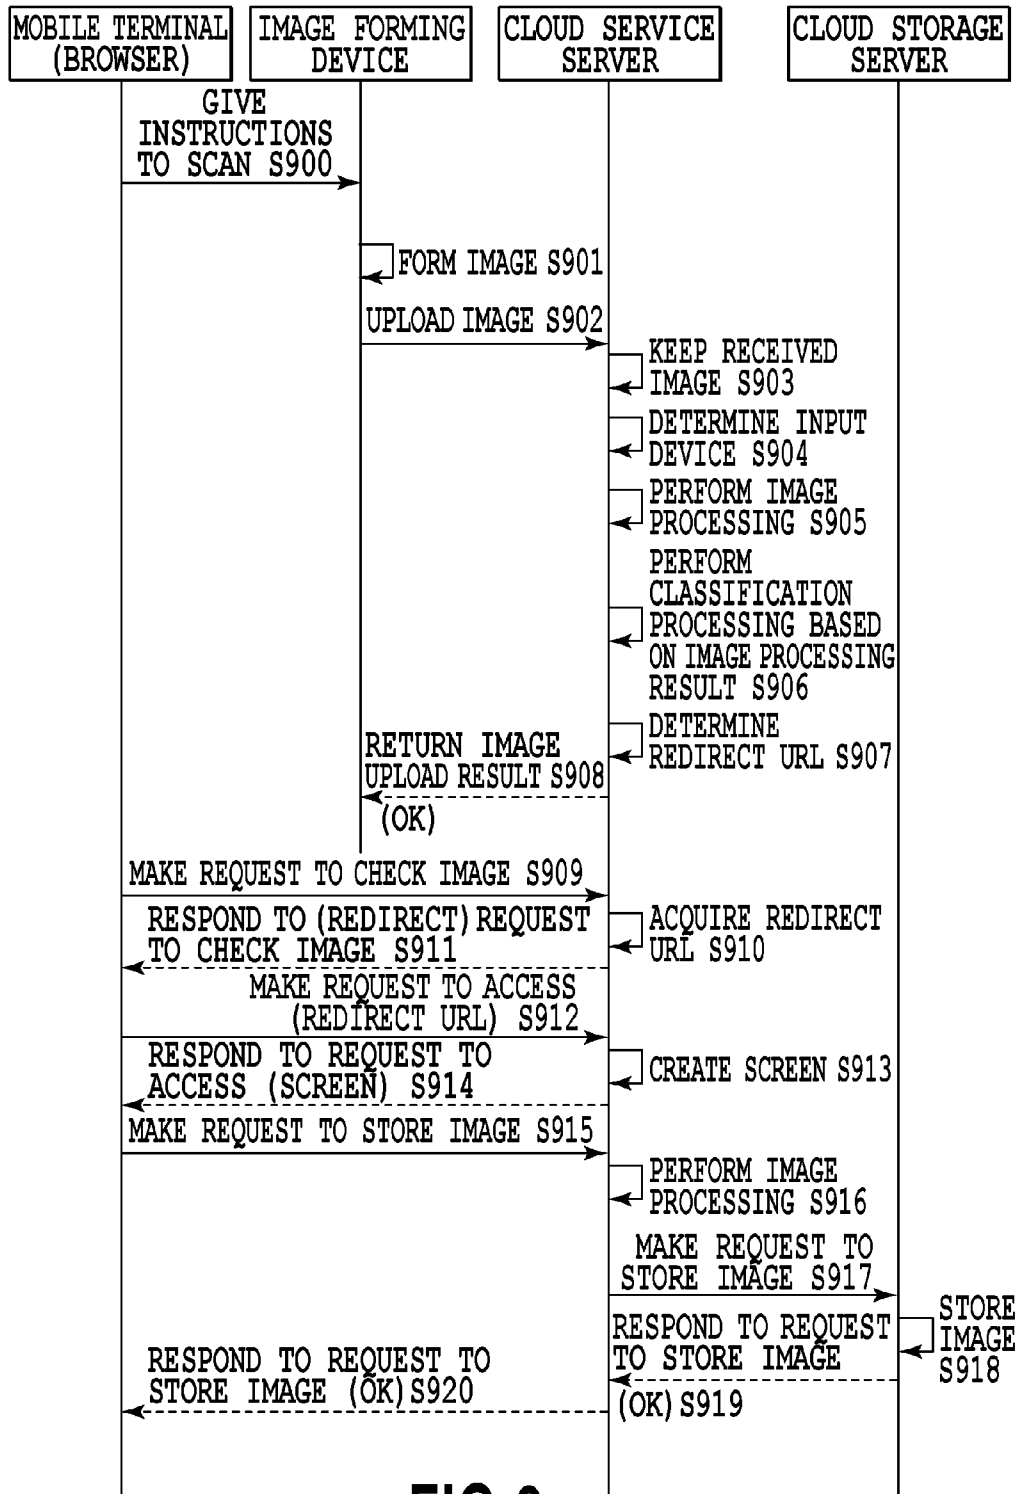 MOBILE TERMINAL
(BROWSER)
IMAGE FORMING
DEVICE
CLOUD SERVICE
SERVER
CLOUD STORAGE
SERVER
GIVE
INSTRUCTIONS
TO SCAN S900
FORM IMAGE S901
UPLOAD IMAGE S902
KEEP RECEIVED
IMAGE S903
DETERMINE INPUT
DEVICE S904
PERFORM IMAGE
PROCESSING S905
PERFORM
CLASSIFICATION
PROCESSING BASED
ON IMAGE PROCESSING
RESULT S906
DETERMINE
REDIRECT URL S907
RETURN IMAGE
UPLOAD RESULT S908
(OK)
MAKE REQUEST TO CHECK IMAGE S909
ACQUIRE REDIRECT
URL S910
RESPOND TO (REDIRECT) REQUEST
TO CHECK IMAGE S911
MAKE REQUEST TO ACCESS
(REDIRECT URL) S912
CREATE SCREEN S913
RESPOND TO REQUEST TO
ACCESS (SCREEN) S914
MAKE REQUEST TO STORE IMAGE S915
PERFORM IMAGE
PROCESSING S916
MAKE REQUEST TO
STORE IMAGE S917
STORE
IMAGE
S918
RESPOND TO REQUEST
TO STORE IMAGE
(OK) S919
RESPOND TO REQUEST TO
STORE IMAGE (OK) S920